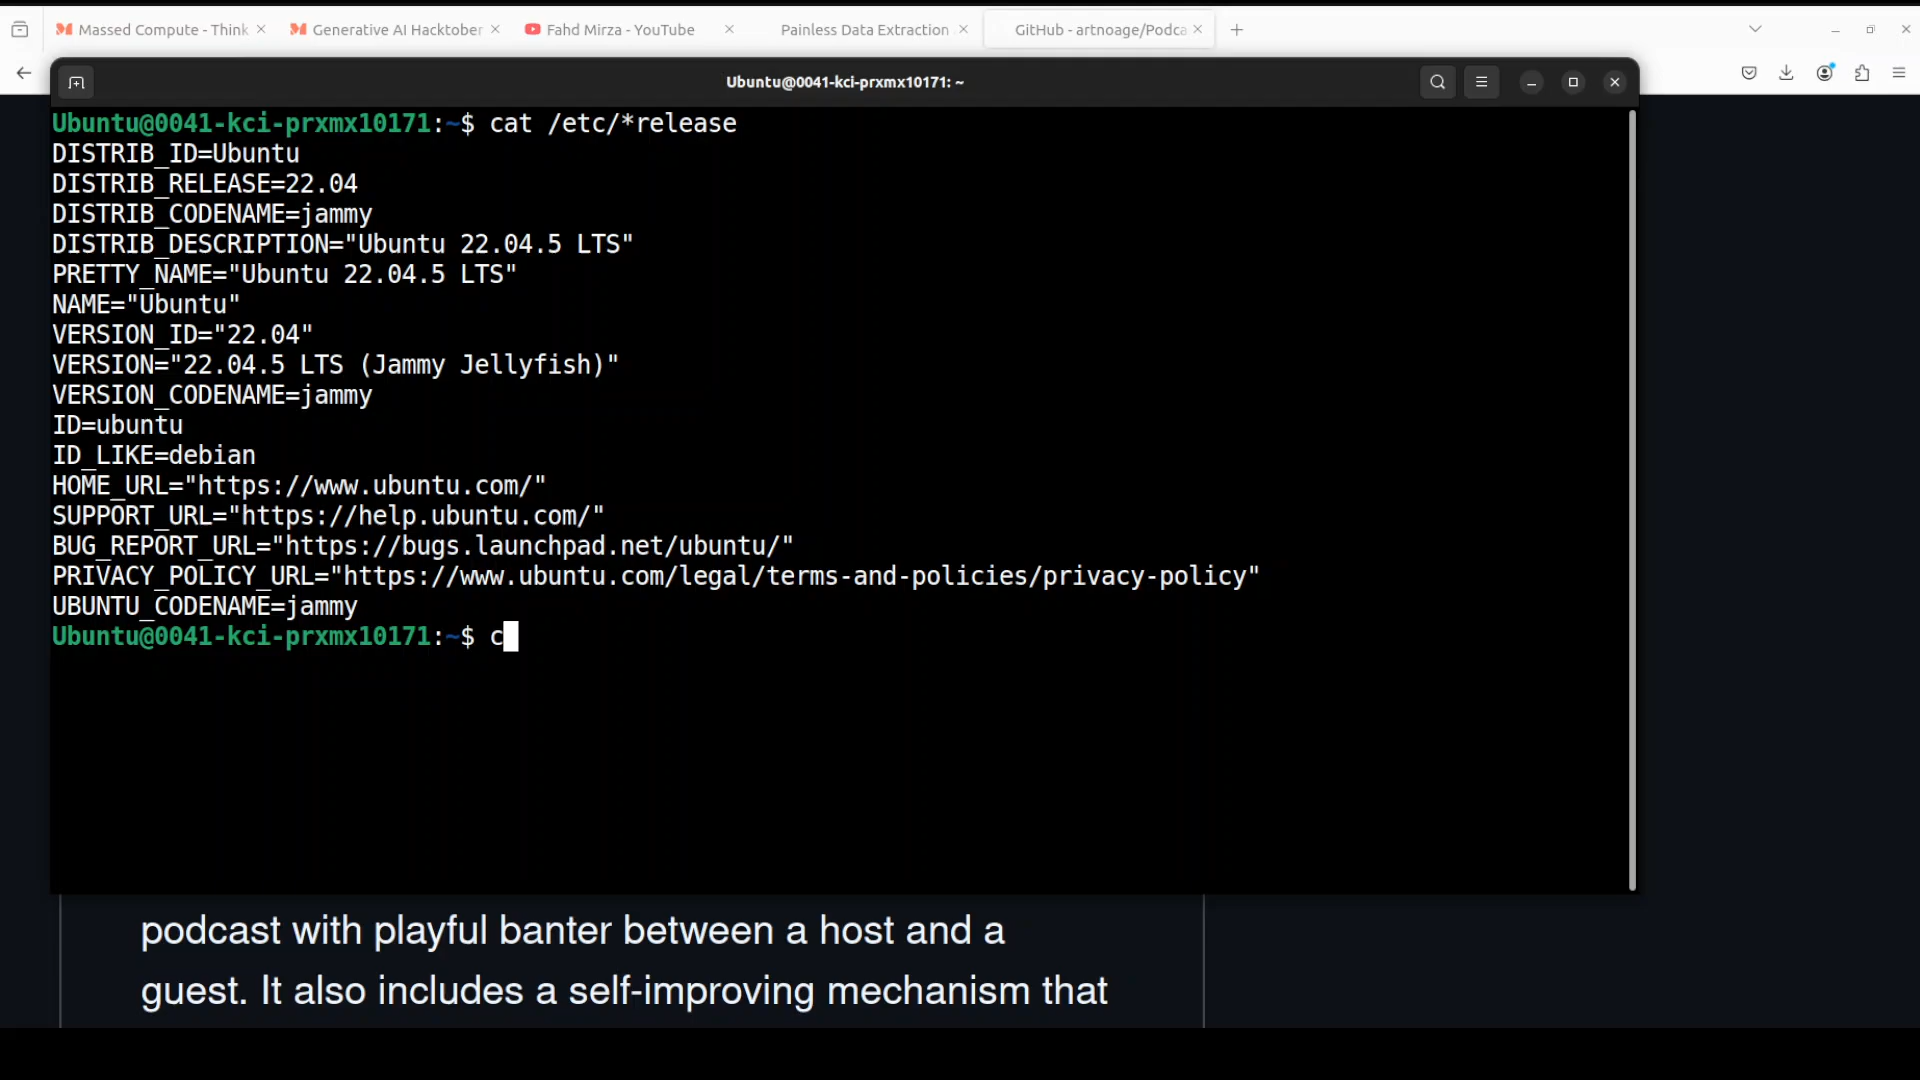 Massed Compute - Think
Generative AI Hacktober
Fahd Mirza - YouTube
Painless Data Extraction
GitHub - artnoage/Podca
Ubuntu@0041-kci-prxmx10171: ~
Ubuntu@0041-kci-prxmx10171:~$ cat /etc/*release
DISTRIB_ID=Ubuntu
DISTRIB_RELEASE=22.04
DISTRIB_CODENAME=jammy
DISTRIB_DESCRIPTION="Ubuntu 22.04.5 LTS"
PRETTY_NAME="Ubuntu 22.04.5 LTS"
NAME="Ubuntu"
VERSION_ID="22.04"
VERSION="22.04.5 LTS (Jammy Jellyfish)"
VERSION_CODENAME=jammy
ID=ubuntu
ID_LIKE=debian
HOME_URL="https://www.ubuntu.com/"
SUPPORT_URL="https://help.ubuntu.com/"
BUG_REPORT_URL="https://bugs.launchpad.net/ubuntu/"
PRIVACY_POLICY_URL="https://www.ubuntu.com/legal/terms-and-policies/privacy-policy"
UBUNTU_CODENAME=jammy
Ubuntu@0041-kci-prxmx10171:~$ c
podcast with playful banter between a host and a
guest. It also includes a self-improving mechanism that